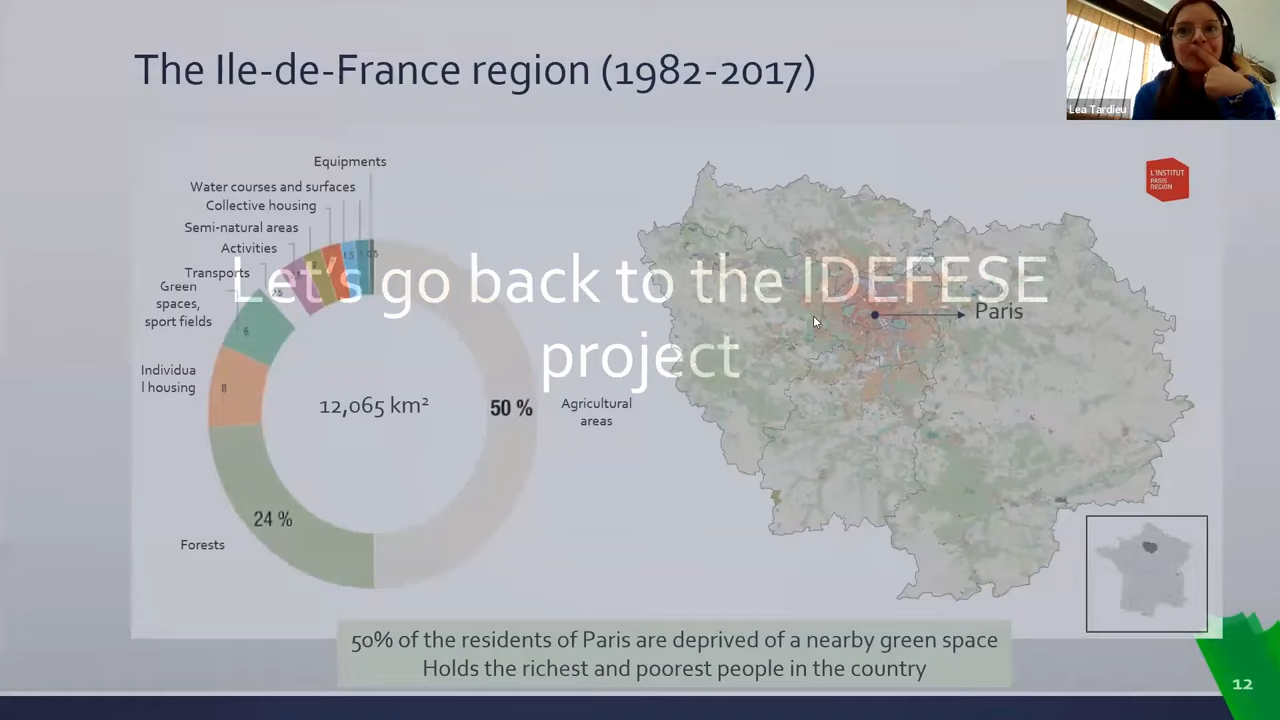 The Ile-de-France region (1982-2017)
Lea Tardieu
Equipments
Water courses and surfaces
Collective housing
Semi-natural areas
Activities
Transports
Green
spaces,
sport fields
Individua
l housing
Forests
6
8
24 %
12,065 km²
50 %
Agricultural
areas
Let's go back to the IDEFESE
project
L'INSTITUT
PARIS
REGION
Paris
50% of the residents of Paris are deprived of a nearby green space
Holds the richest and poorest people in the country
12